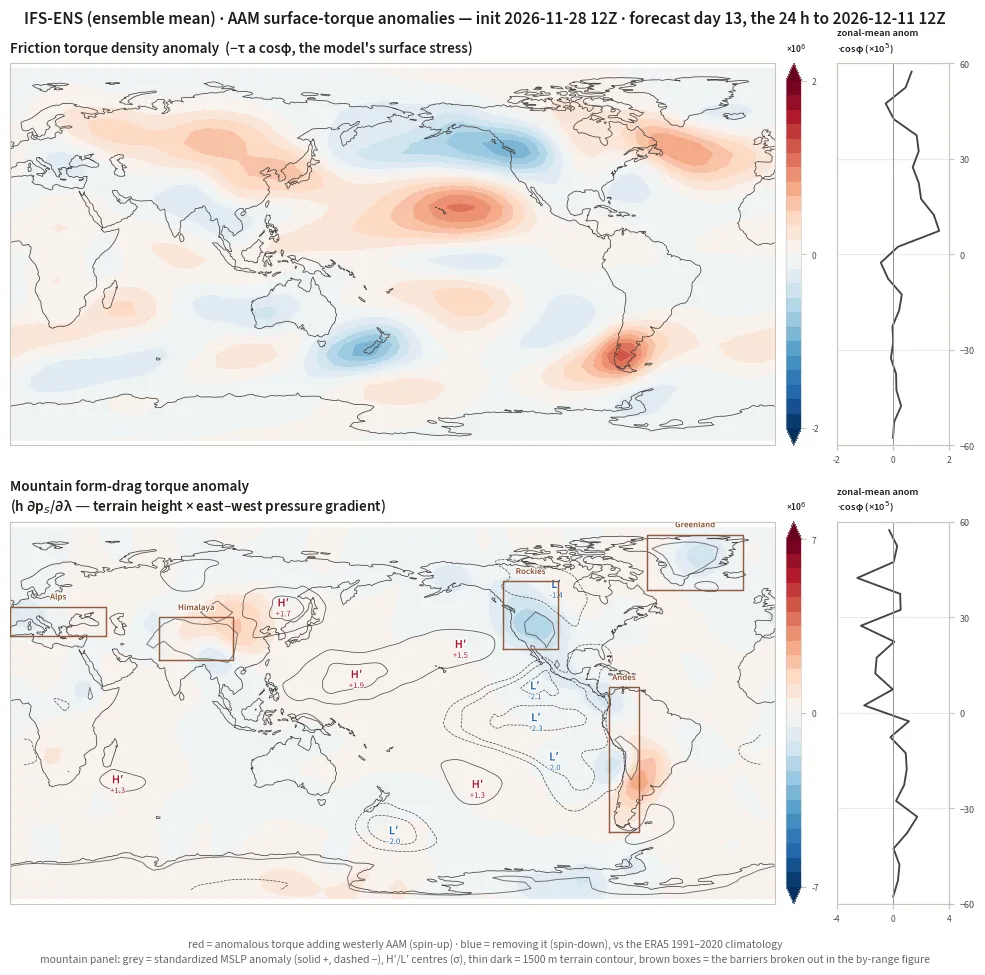 IFS-ENS (ensemble mean) · AAM surface-torque anomalies — init 2026-11-28 12Z · forecast day 13, the 24 h to 2026-12-11 12Z
Friction torque density anomaly (−τ a cosϕ, the model's surface stress)
×10⁶
zonal-mean anom
·cosϕ (×10⁵)
2
0
-2
60
30
0
−30
−60
-2
0
2
Mountain form-drag torque anomaly
(h ∂pₛ/∂λ — terrain height × east–west pressure gradient)
×10⁶
zonal-mean anom
·cosϕ (×10⁵)
Greenland
Rockies
Alps
Himalaya
Andes
L'
-1.4
H'
+1.7
H'
+1.5
H'
+1.9
L'
L'
-2.3
L'
2.0
H'
+1.3
H'
+1.3
L'
2.0
7
0
-7
60
30
0
−30
−60
-4
0
4
red = anomalous torque adding westerly AAM (spin-up) · blue = removing it (spin-down), vs the ERA5 1991–2020 climatology
mountain panel: grey = standardized MSLP anomaly (solid +, dashed −), H'/L' centres (σ), thin dark = 1500 m terrain contour, brown boxes = the barriers broken out in the by-range figure